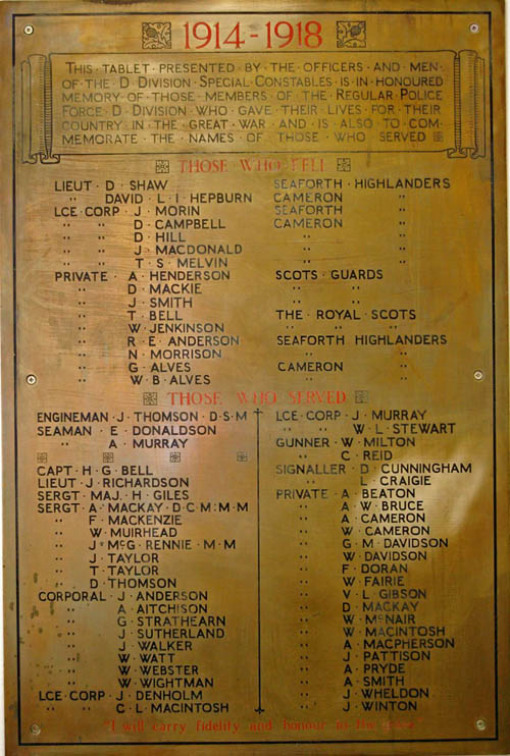 1914-1918
THIS · TABLET · PRESENTED · BY · THE · OFFICERS · AND · MEN ·
OF · THE · D · DIVISION · SPECIAL · CONSTABLES · IS · IN · HONOURED
MEMORY · OF · THOSE · MEMBERS · OF · THE · REGULAR · POLICE
FORCE · D · DIVISION · WHO · GAVE · THEIR · LIVES · FOR · THEIR
COUNTRY · IN · THE · GREAT · WAR · AND · IS · ALSO · TO · COM-
MEMORATE · THE · NAMES · OF · THOSE · WHO · SERVED
THOSE · WHO · FELL
LIEUT · D · SHAW SEAFORTH · HIGHLANDERS
" DAVID · L · I · HEPBURN CAMERON "
LCE · CORP · J · MORIN SEAFORTH "
" " D · CAMPBELL CAMERON "
" " D · HILL " "
" " J · MACDONALD " "
" " T · S · MELVIN " "
PRIVATE · A · HENDERSON SCOTS · GUARDS
" D · MACKIE " "
" J · SMITH " "
" T · BELL THE · ROYAL · SCOTS
" W · JENKINSON " " "
" R · E · ANDERSON SEAFORTH · HIGHLANDERS
" N · MORRISON " "
" G · ALVES CAMERON "
" W · B · ALVES " "
THOSE · WHO · SERVED
ENGINEMAN · J · THOMSON · D · S · M
SEAMAN · E · DONALDSON
" A · MURRAY
CAPT · H · G · BELL
LIEUT · J · RICHARDSON
SERGT · MAJ · H · GILES
SERGT · A · MACKAY · D · C · M : M · M
" F · MACKENZIE
" W · MUIRHEAD
" J · McG · RENNIE · M · M
" J · TAYLOR
" T · TAYLOR
" D · THOMSON
CORPORAL · J · ANDERSON
" A · AITCHISON
" G · STRATHEARN
" J · SUTHERLAND
" J · WALKER
" W · WATT
" W · WEBSTER
" W · WIGHTMAN
LCE · CORP · J · DENHOLM
" " C · L · MACINTOSH
LCE · CORP · J · MURRAY
" " W · L · STEWART
GUNNER · W · MILTON
" C · REID
SIGNALLER · D · CUNNINGHAM
" L · CRAIGIE
PRIVATE · A · BEATON
" A · W · BRUCE
" A · CAMERON
" W · CAMERON
" G · M · DAVIDSON
" W · DAVIDSON
" F · DORAN
" W · FAIRIE
" V · L · GIBSON
" D · MACKAY
" W · McNAIR
" W · MACINTOSH
" A · MACPHERSON
" J · PATTISON
" A · PRYDE
" A · SMITH
" J · WHELDON
" J · WINTON
"I will carry fidelity and honour to the